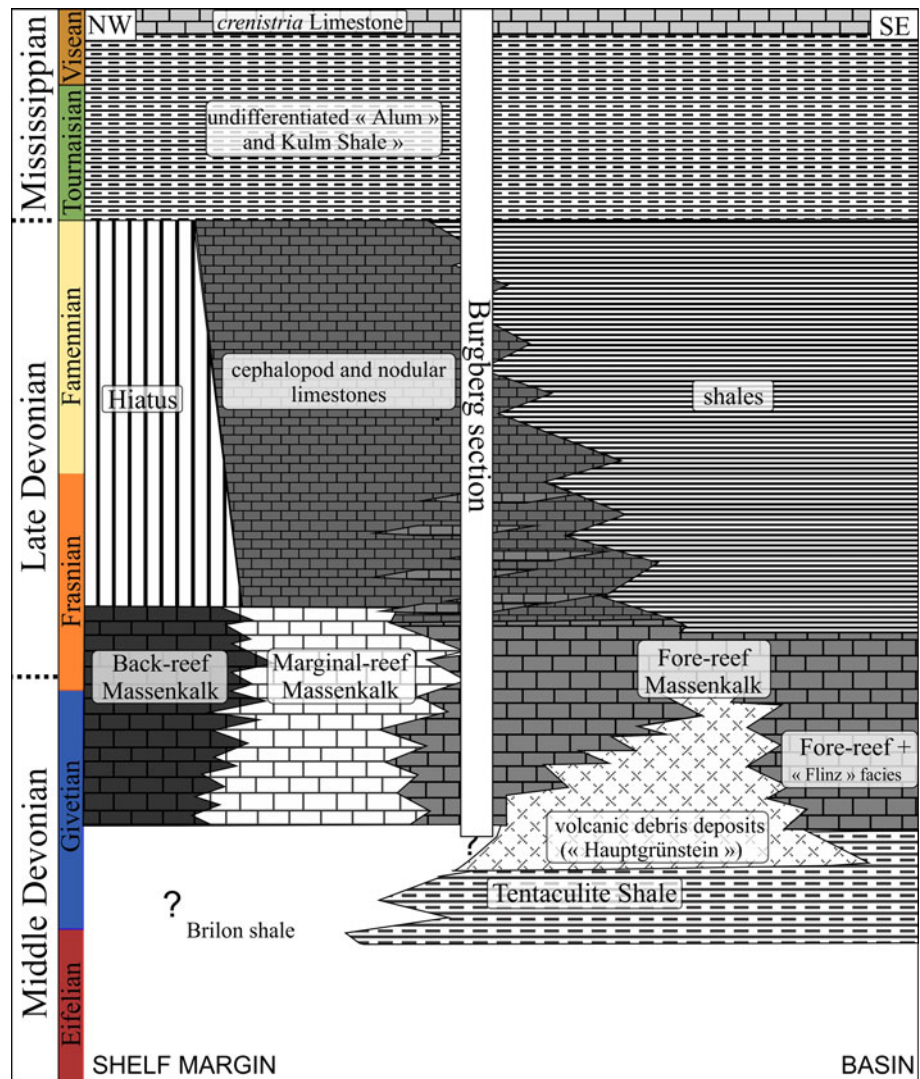 NW
crenistria Limestone
SE
Mississippian
Visean
Tournaisian
undifferentiated « Alum »
and Kulm Shale »
Late Devonian
Famennian
Frasnian
Hiatus
cephalopod and nodular
limestones
Burgberg section
shales
Back-reef
Massenkalk
Marginal-reef
Massenkalk
Fore-reef
Massenkalk
Fore-reef +
« Flinz » facies
Middle Devonian
Givetian
Eifelian
volcanic debris deposits
(« Hauptgrünstein »)
?
Tentaculite Shale
?
Brilon shale
SHELF MARGIN
BASIN